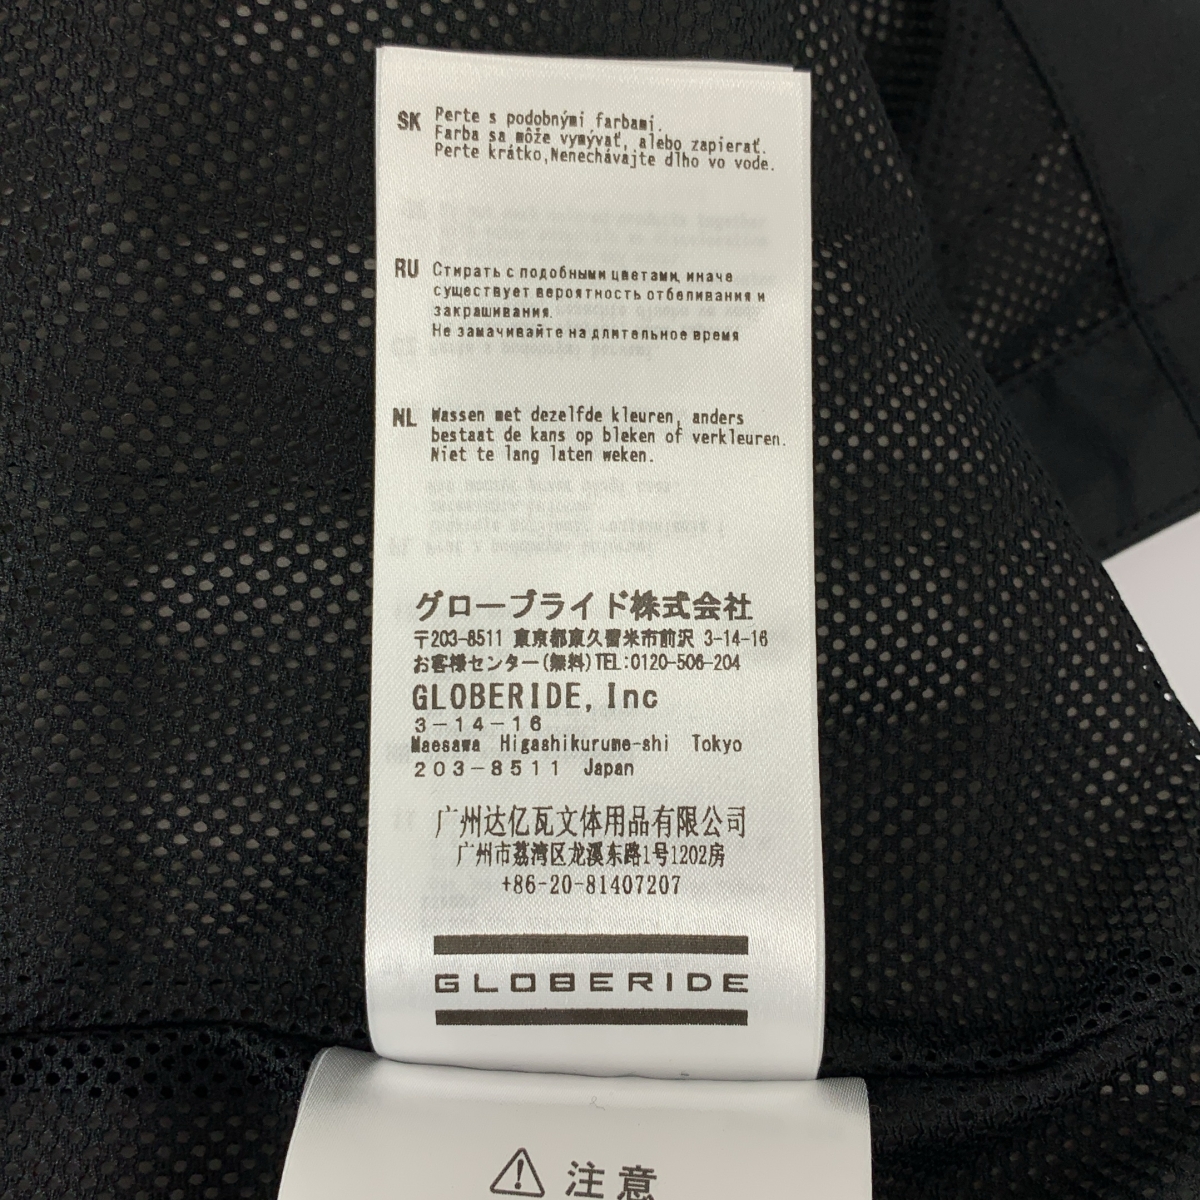 SK Perte s podobnými farbami.
Farba sa môže vymývať, alebo zapierať.
Perte krátko,Nenechávajte dlho vo vode.
RU Стирать с подобными цветами, иначе
существует вероятность отбеливания и
закрашивания.
Не замачивайте на длительное время
NL Wassen met dezelfde kleuren, anders
bestaat de kans op bleken of verkleuren.
Niet te lang laten weken.
グローブライド株式会社
〒203-8511 東京都東久留米市前沢 3-14-16
お客様センター(無料)TEL:0120-506-204
GLOBERIDE, Inc
3-14-16
Maesawa Higashikurume-shi Tokyo
203-8511 Japan
广州达亿瓦文体用品有限公司
广州市荔湾区龙溪东路1号1202房
+86-20-81407207
GLOBERIDE
注意